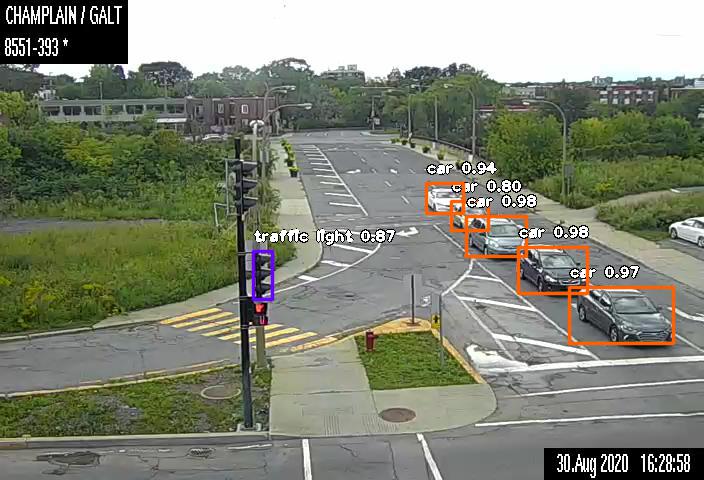 CHAMPLAIN / GALT
8551-393 *
car 0.94
car 0.80
car 0.98
car 0.98
traffic light 0.87
car 0.97
30.Aug 2020 16:28:58